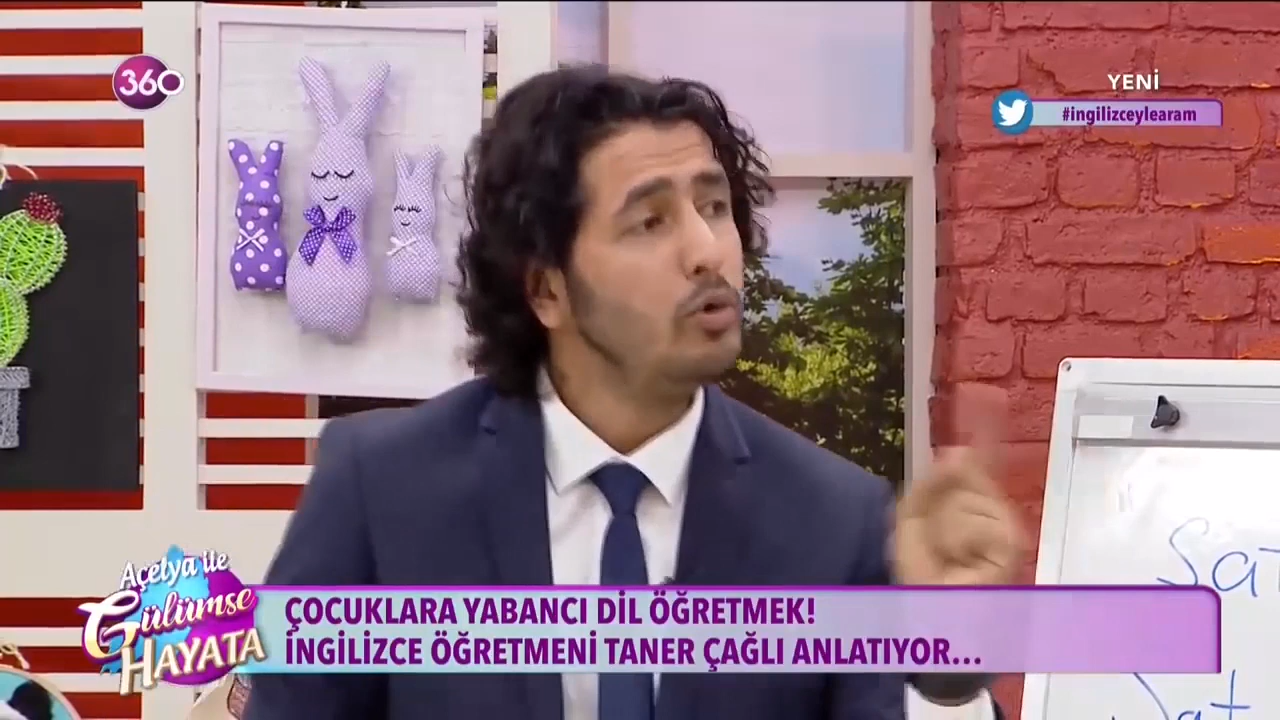 360
YENİ
#ingilizceylearam
Açelya ile
Gülümse
HAYATA
ÇOCUKLARA YABANCI DİL ÖĞRETMEK!
İNGİLİZCE ÖĞRETMENİ TANER ÇAĞLI ANLATIYOR...